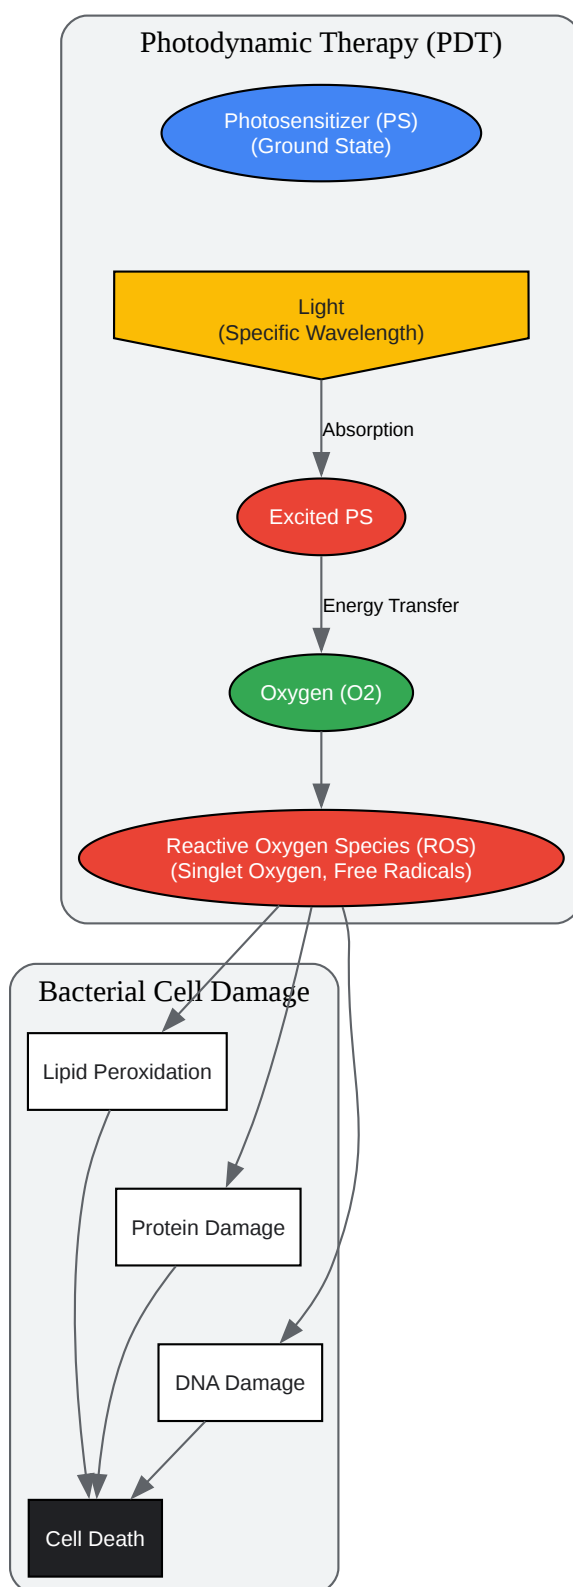 Photodynamic Therapy (PDT)
Photosensitizer (PS)
(Ground State)
Light
(Specific Wavelength)
Absorption
Excited PS
Energy Transfer
Oxygen (O2)
Reactive Oxygen Species (ROS)
(Singlet Oxygen, Free Radicals)
Bacterial Cell Damage
Lipid Peroxidation
Protein Damage
DNA Damage
Cell Death